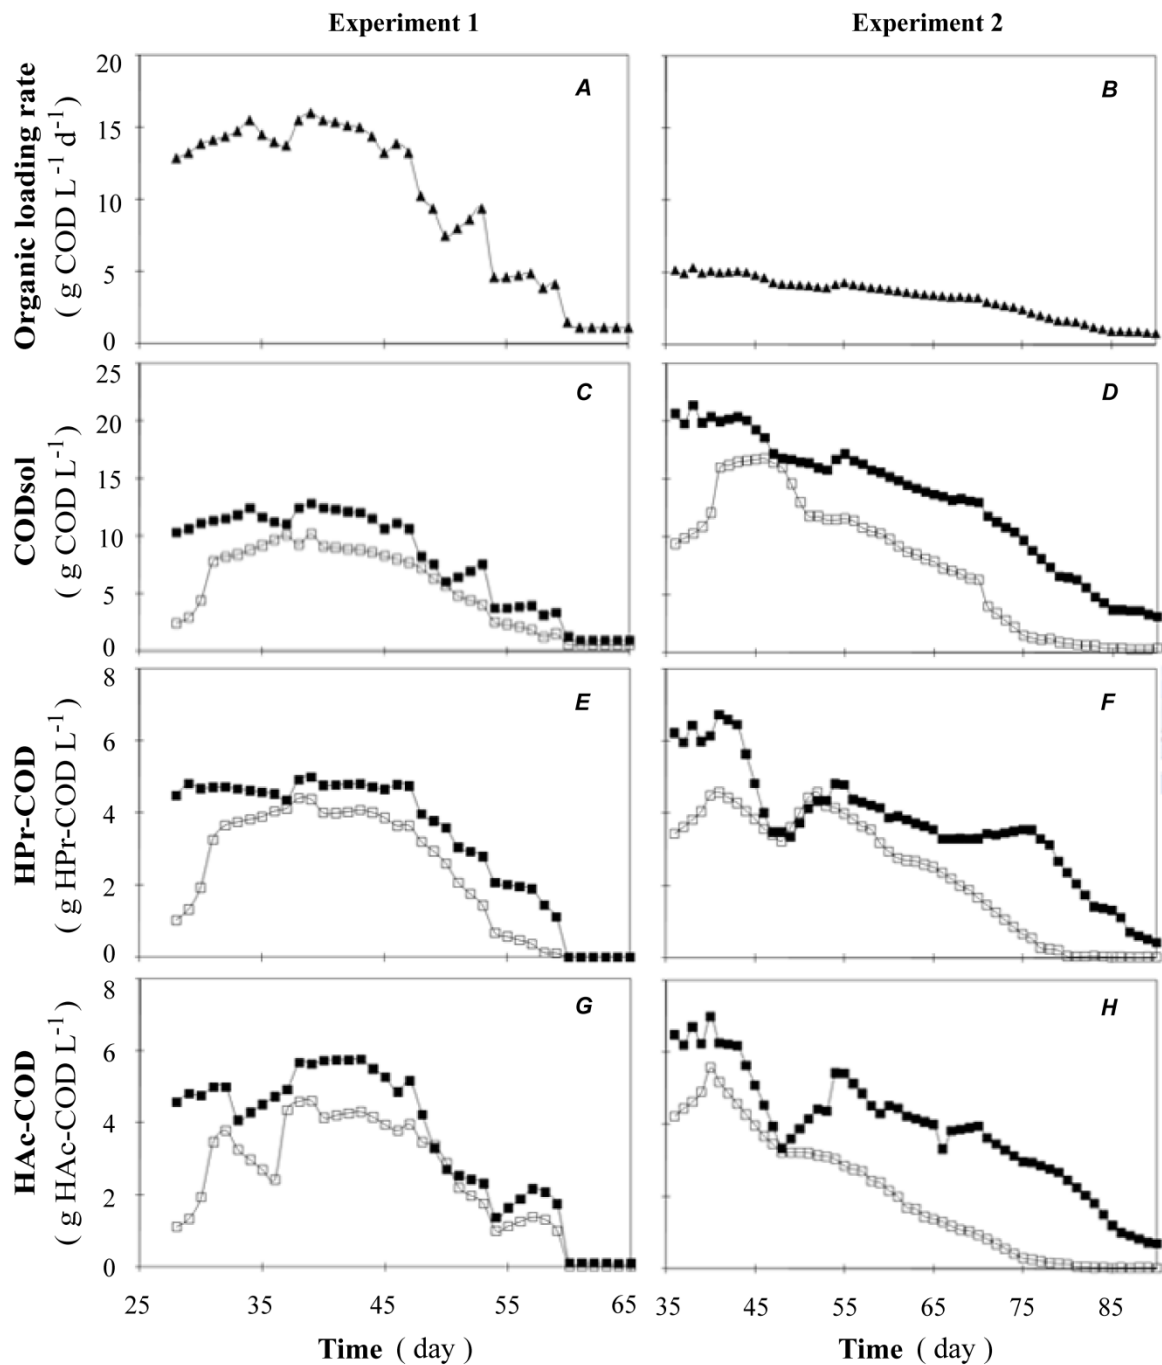 Experiment 1
Experiment 2
Organic loading rate
( g COD L⁻¹ d⁻¹ )
20
15
10
5
0
A
B
CODsol
( g COD L⁻¹ )
25
20
15
10
5
0
C
D
HPr-COD
( g HPr-COD L⁻¹ )
8
6
4
2
0
E
F
HAc-COD
( g HAc-COD L⁻¹ )
8
6
4
2
0
G
H
25 35 45 55 65
35 45 55 65 75 85
Time ( day )
Time ( day )